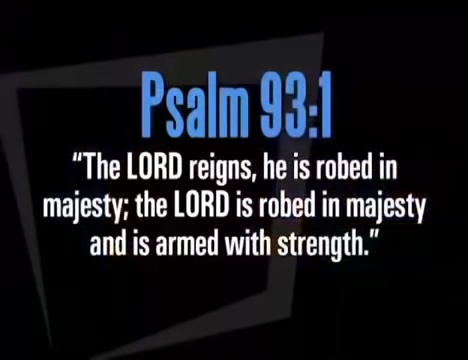 Psalm 93:1
“The LORD reigns, he is robed in
majesty; the LORD is robed in majesty
and is armed with strength.”